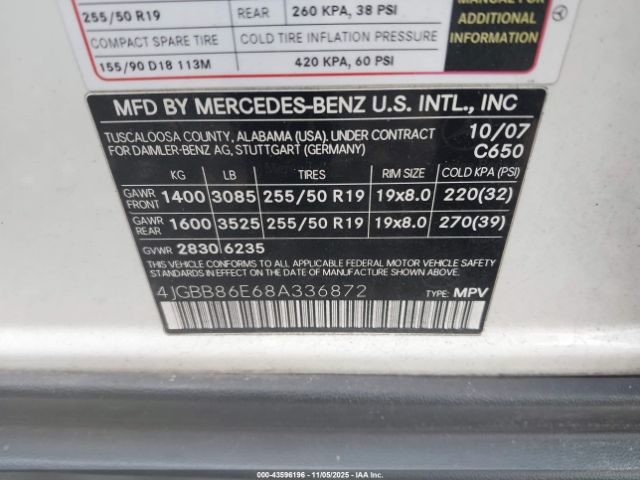 MANUAL FOR
255/50 R19 REAR 260 KPA, 38 PSI ADDITIONAL
COMPACT SPARE TIRE COLD TIRE INFLATION PRESSURE INFORMATION
155/90 D18 113M 420 KPA, 60 PSI
MFD BY MERCEDES-BENZ U.S. INTL., INC
TUSCALOOSA COUNTY, ALABAMA (USA). UNDER CONTRACT 10/07
FOR DAIMLER-BENZ AG, STUTTGART (GERMANY) C650
KG LB TIRES RIM SIZE COLD KPA (PSI)
GAWR FRONT 1400 3085 255/50 R19 19x8.0 220(32)
GAWR REAR 1600 3525 255/50 R19 19x8.0 270(39)
GVWR 2830 6235
THIS VEHICLE CONFORMS TO ALL APPLICABLE FEDERAL MOTOR VEHICLE SAFETY
STANDARDS IN EFFECT ON THE DATE OF MANUFACTURE SHOWN ABOVE.
4JGBB86E68A336872 TYPE: MPV
000-43596196 - 11/05/2025 - IAA Inc.